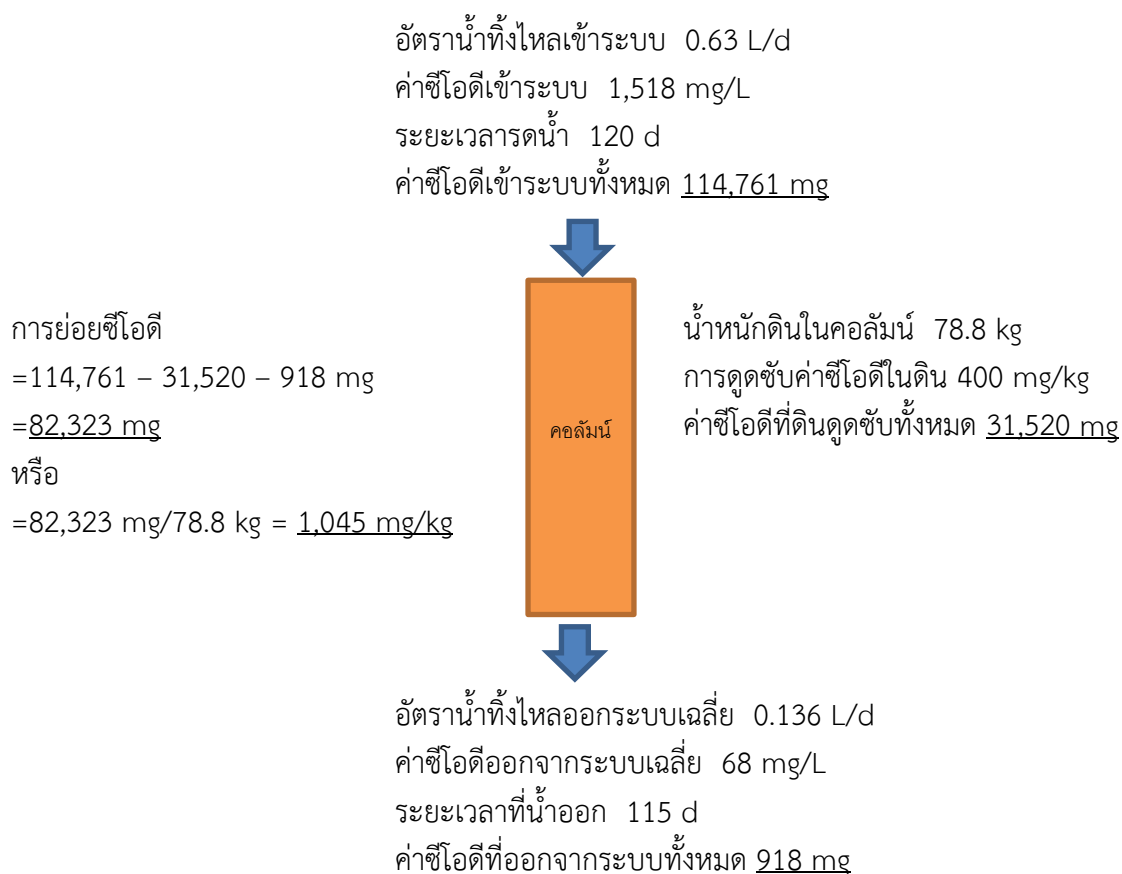 อัตราน้ำทิ้งไหลเข้าระบบ 0.63 L/d
ค่าซีโอดีเข้าระบบ 1,518 mg/L
ระยะเวลารดน้ำ 120 d
ค่าซีโอดีเข้าระบบทั้งหมด 114,761 mg
การย่อยซีโอดี
=114,761 – 31,520 – 918 mg
=82,323 mg
หรือ
=82,323 mg/78.8 kg = 1,045 mg/kg
คอลัมน์
น้ำหนักดินในคอลัมน์ 78.8 kg
การดูดซับค่าซีโอดีในดิน 400 mg/kg
ค่าซีโอดีที่ดินดูดซับทั้งหมด 31,520 mg
อัตราน้ำทิ้งไหลออกระบบเฉลี่ย 0.136 L/d
ค่าซีโอดีออกจากระบบเฉลี่ย 68 mg/L
ระยะเวลาที่น้ำออก 115 d
ค่าซีโอดีที่ออกจากระบบทั้งหมด 918 mg